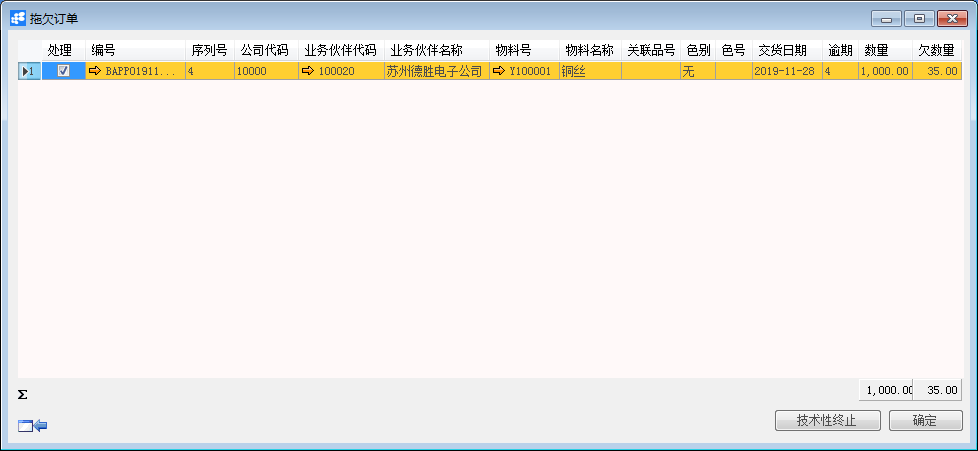 拖欠订单
处理 编号 序列号 公司代码 业务伙伴代码 业务伙伴名称 物料号 物料名称 关联品号 色别 色号 交货日期 逾期 数量 欠数量
1 BAPP01911... 4 10000 100020 苏州德胜电子公司 Y100001 铜丝 无 2019-11-28 4 1,000.00 35.00
Σ 1,000.00 35.00
技术性终止 确定